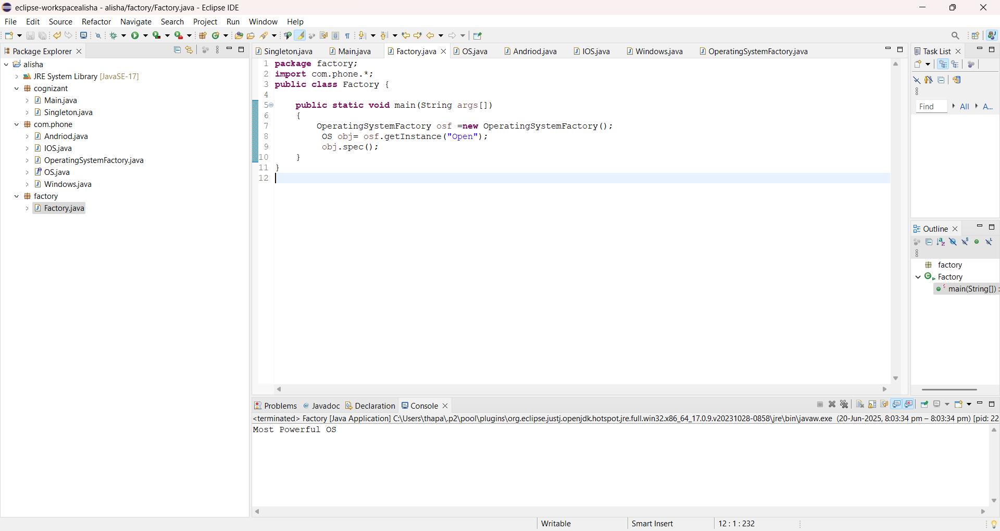 eclipse-workspacealisha - alisha/factory/Factory.java - Eclipse IDE
File Edit Source Refactor Navigate Search Project Run Window Help
Package Explorer
alisha
JRE System Library [JavaSE-17]
cognizant
Main.java
Singleton.java
com.phone
Andriod.java
IOS.java
OperatingSystemFactory.java
OS.java
Windows.java
factory
Factory.java
Singleton.java Main.java Factory.java OS.java Andriod.java IOS.java Windows.java OperatingSystemFactory.java
1 package factory;
2 import com.phone.*;
3 public class Factory {
4
5 public static void main(String args[])
6 {
7 OperatingSystemFactory osf =new OperatingSystemFactory();
8 OS obj= osf.getInstance("Open");
9 obj.spec();
10 }
11 }
12
Task List
Find All A...
Outline
factory
Factory
main(String[]) :
Problems Javadoc Declaration Console
<terminated> Factory [Java Application] C:\Users\thapa\.p2\pool\plugins\org.eclipse.justj.openjdk.hotspot.jre.full.win32.x86_64_17.0.9.v20231028-0858\jre\bin\javaw.exe (20-Jun-2025, 8:03:34 pm – 8:03:34 pm) [pid: 22
Most Powerful OS
Writable Smart Insert 12 : 1 : 232